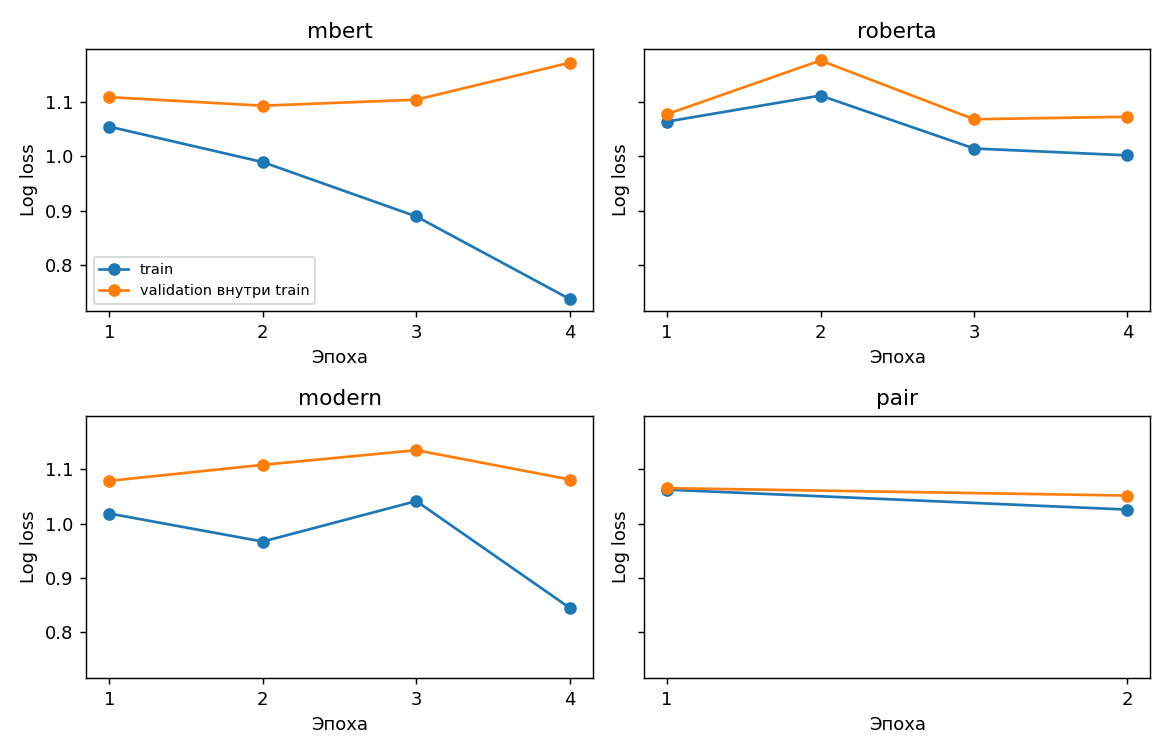 mbert
Log loss
1.1
1.0
0.9
0.8
train
validation внутри train
1 2 3 4
Эпоха
roberta
Log loss
1 2 3 4
Эпоха
modern
Log loss
1.1
1.0
0.9
0.8
1 2 3 4
Эпоха
pair
Log loss
1 2
Эпоха